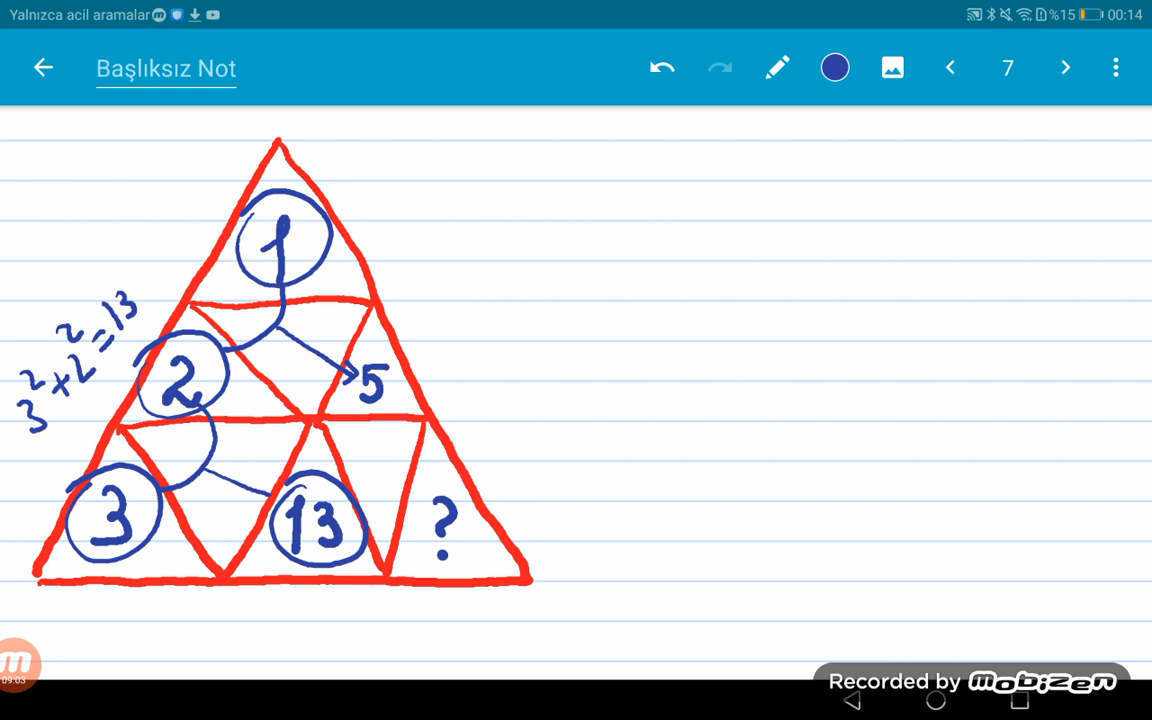 Yalnızca acil aramalar
%15 00:14
Başlıksız Not
7
1
2
5
3² + 2² = 13
3
13
?
09:03
Recorded by mobizen